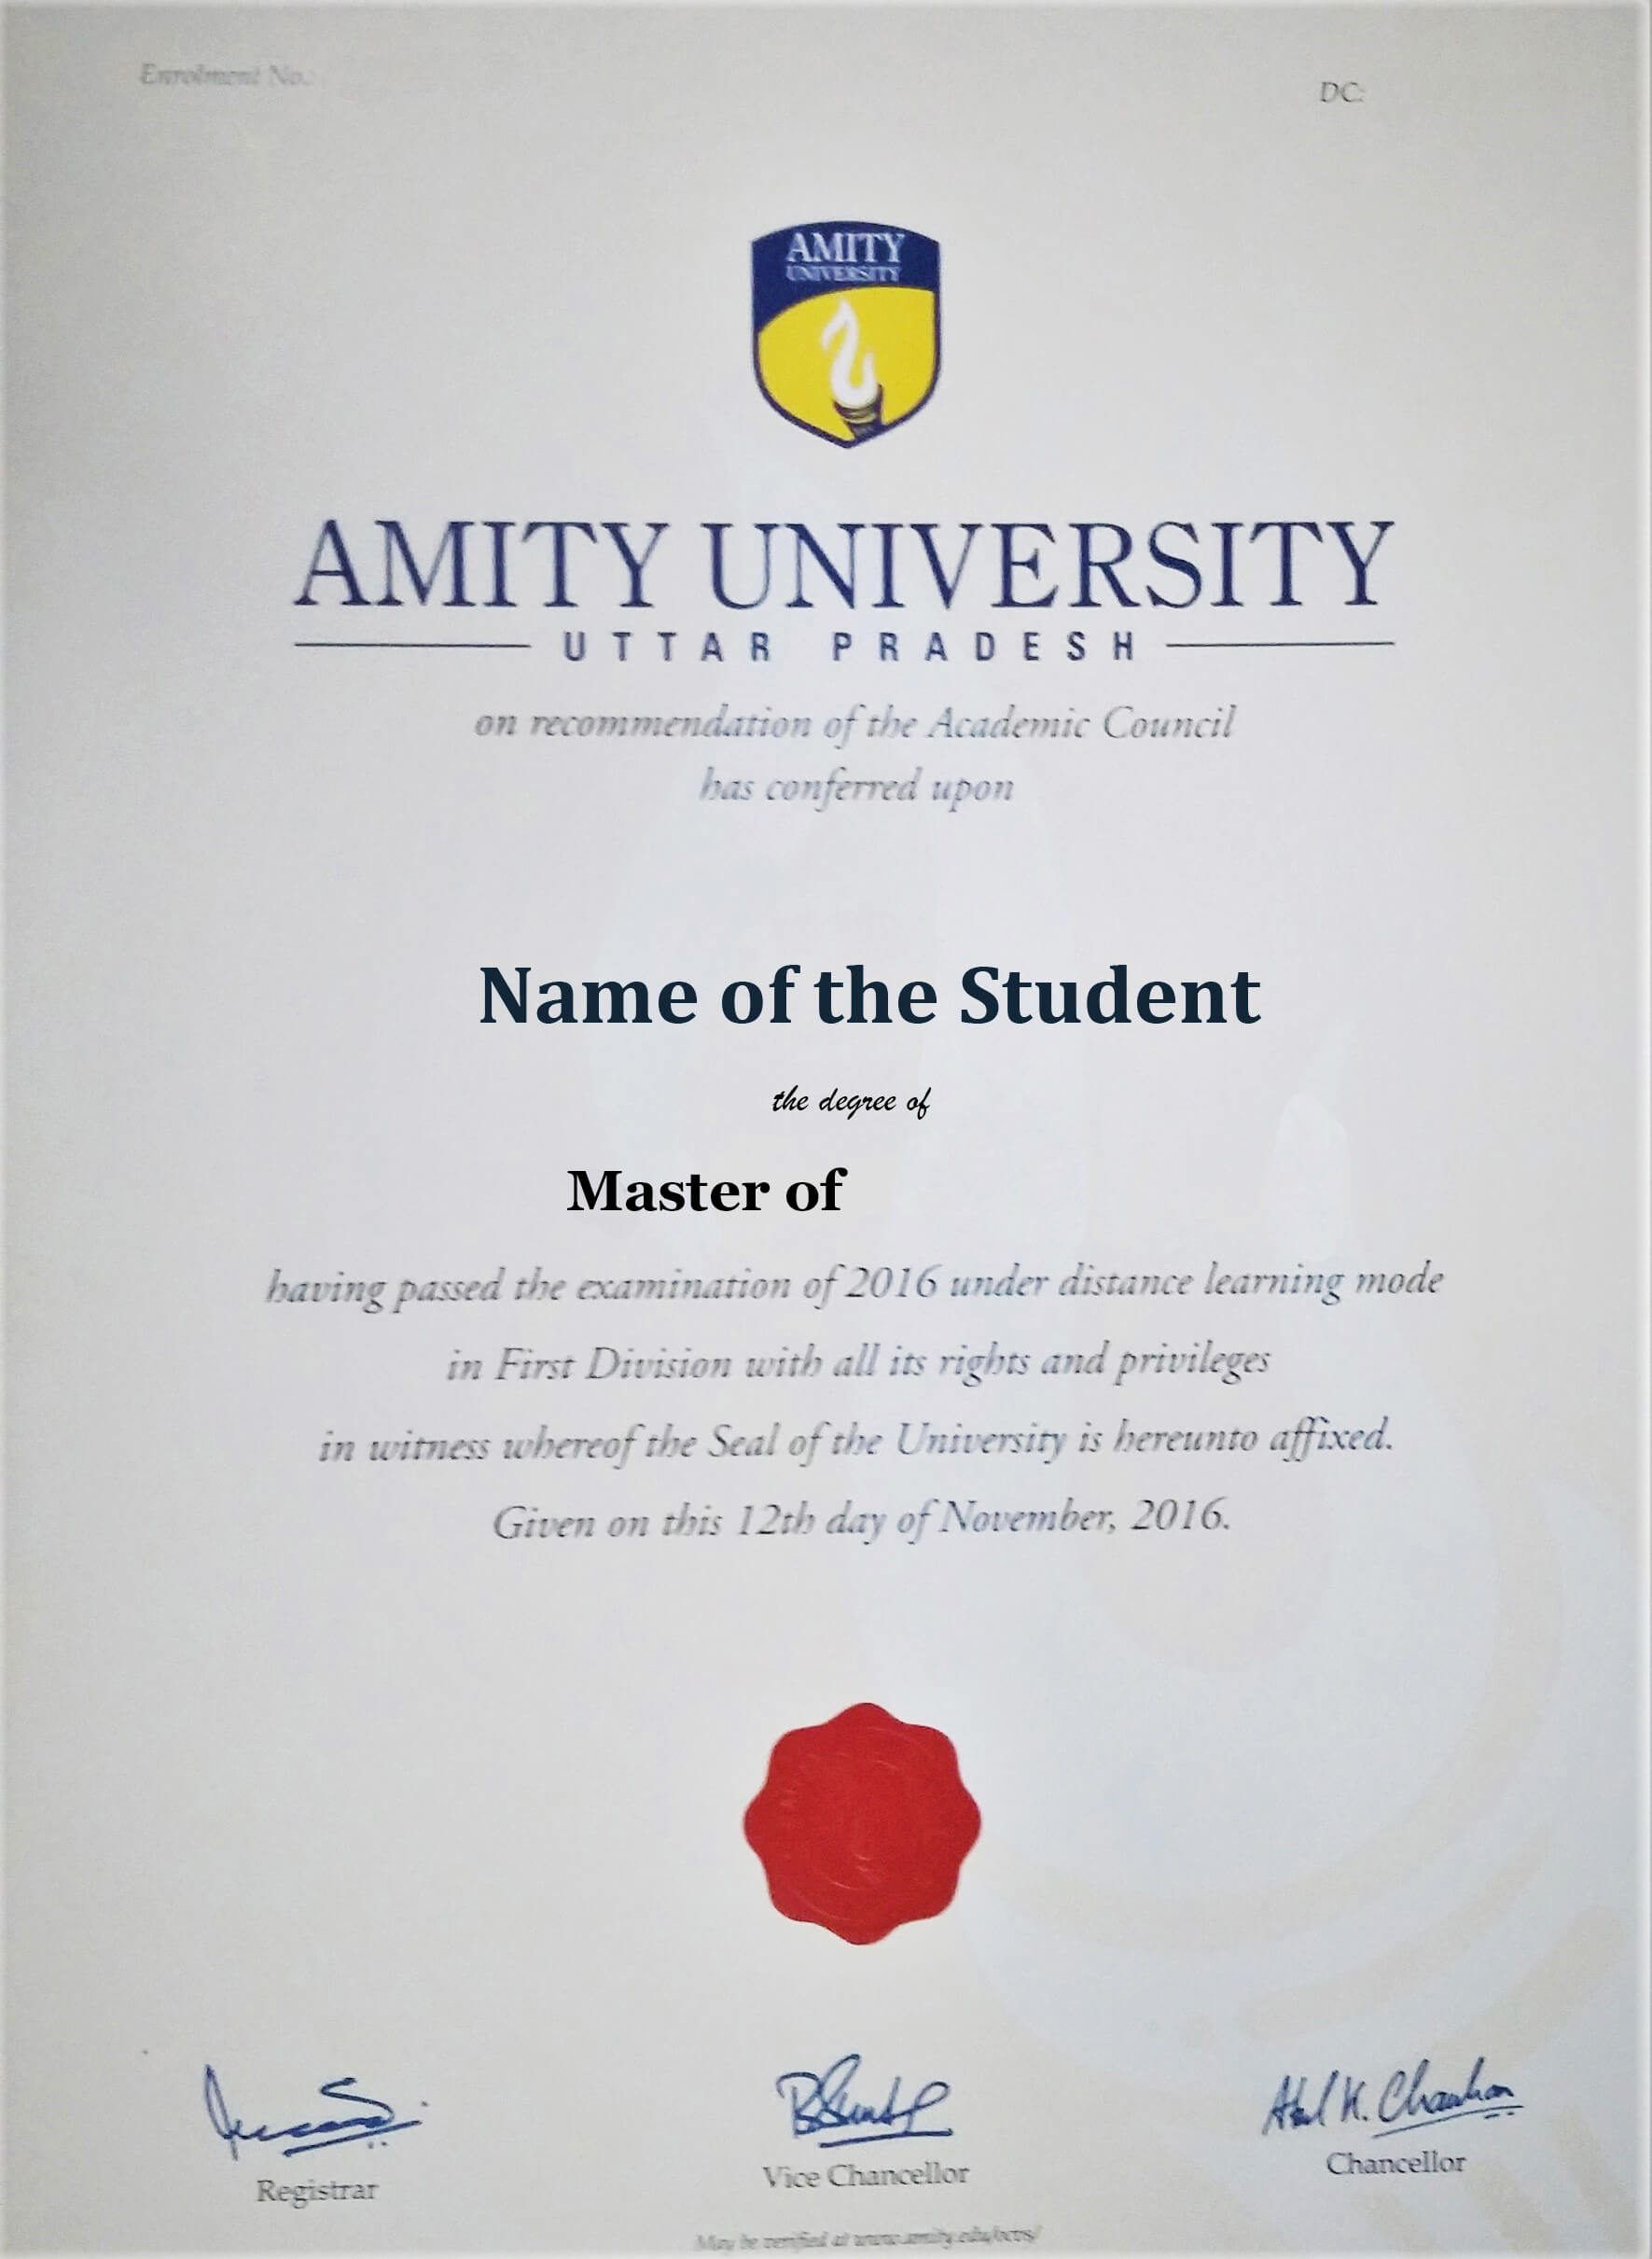 Enrolment No.:
DC:
AMITY
UNIVERSITY
AMITY UNIVERSITY
UTTAR PRADESH
on recommendation of the Academic Council
has conferred upon
Name of the Student
the degree of
Master of
having passed the examination of 2016 under distance learning mode
in First Division with all its rights and privileges
in witness whereof the Seal of the University is hereunto affixed.
Given on this 12th day of November, 2016.
Atul K. Chauhan
Registrar
Vice Chancellor
Chancellor
May be verified at www.amity.edu/ocvs/